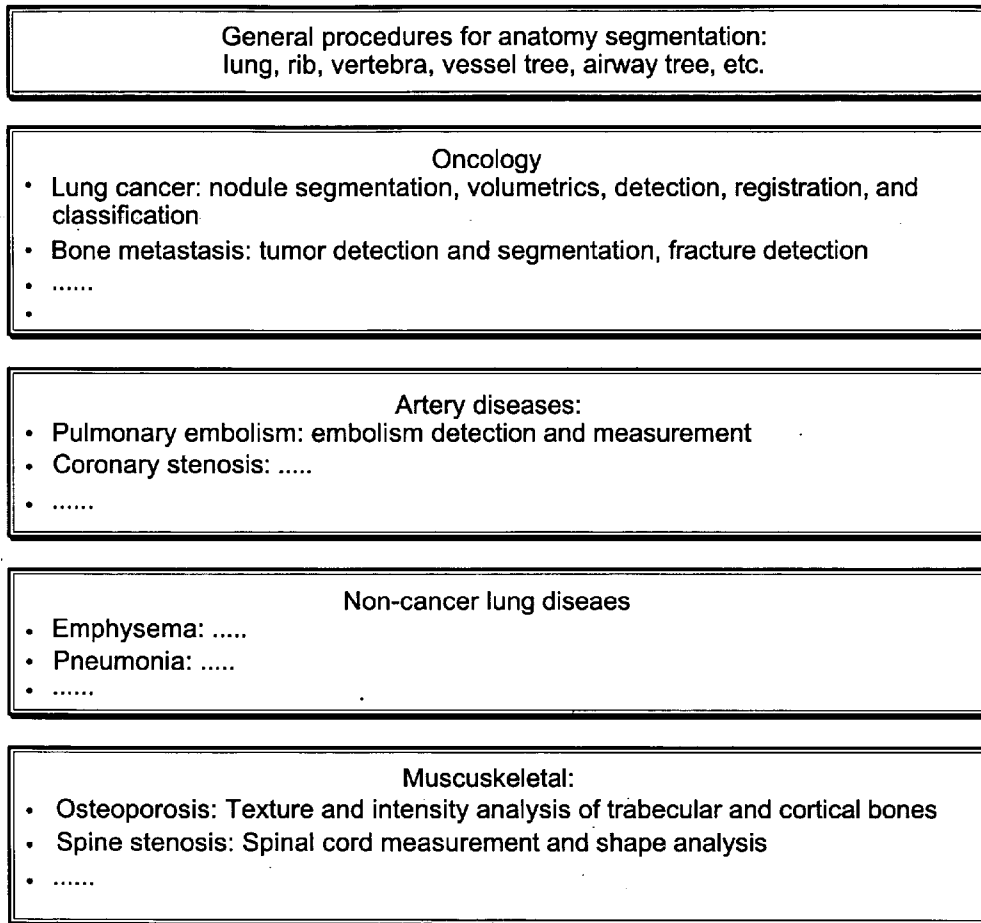 General procedures for anatomy segmentation:
lung, rib, vertebra, vessel tree, airway tree, etc.
Oncology
• Lung cancer: nodule segmentation, volumetrics, detection, registration, and
classification
• Bone metastasis: tumor detection and segmentation, fracture detection
• ......
•
Artery diseases:
• Pulmonary embolism: embolism detection and measurement
• Coronary stenosis: .....
• ......
Non-cancer lung diseaes
• Emphysema: .....
• Pneumonia: .....
• ......
Muscuskeletal:
• Osteoporosis: Texture and intensity analysis of trabecular and cortical bones
• Spine stenosis: Spinal cord measurement and shape analysis
• ......